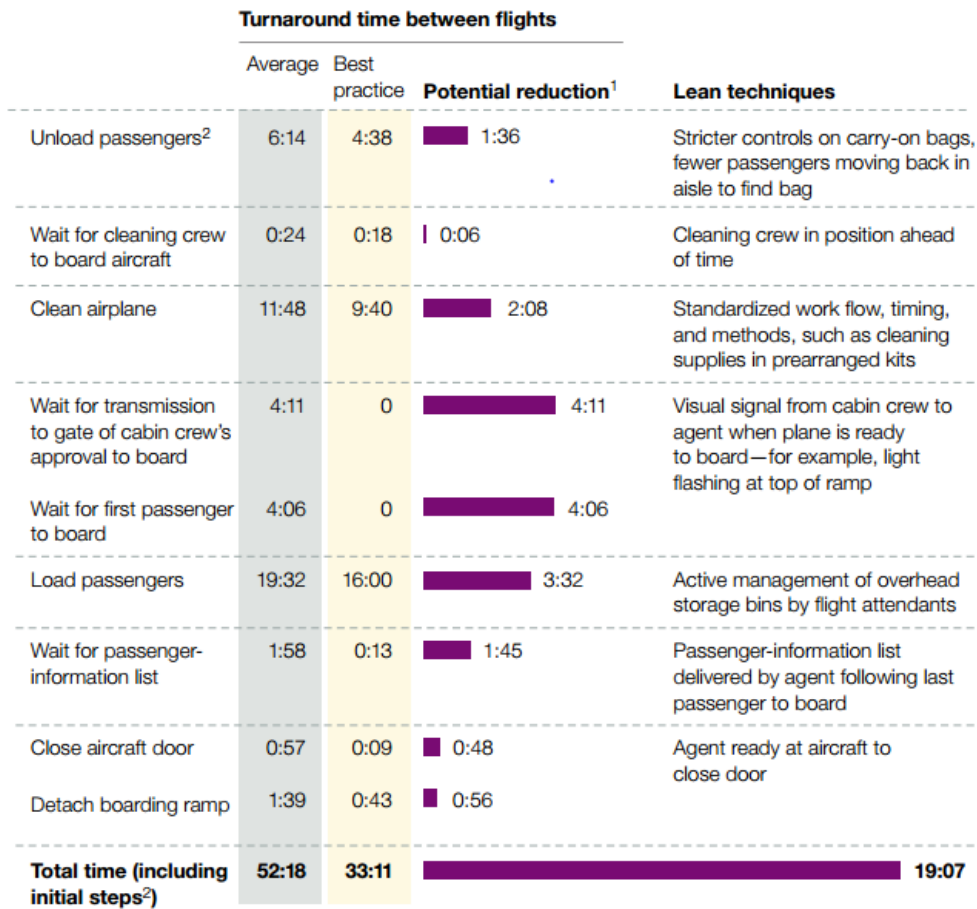 Turnaround time between flights
Average Best
practice Potential reduction¹ Lean techniques
Unload passengers² 6:14 4:38 1:36 Stricter controls on carry-on bags,
fewer passengers moving back in
aisle to find bag
Wait for cleaning crew 0:24 0:18 0:06 Cleaning crew in position ahead
to board aircraft of time
Clean airplane 11:48 9:40 2:08 Standardized work flow, timing,
and methods, such as cleaning
supplies in prearranged kits
Wait for transmission 4:11 0 4:11 Visual signal from cabin crew to
to gate of cabin crew's agent when plane is ready
approval to board to board—for example, light
flashing at top of ramp
Wait for first passenger 4:06 0 4:06
to board
Load passengers 19:32 16:00 3:32 Active management of overhead
storage bins by flight attendants
Wait for passenger- 1:58 0:13 1:45 Passenger-information list
information list delivered by agent following last
passenger to board
Close aircraft door 0:57 0:09 0:48 Agent ready at aircraft to
close door
Detach boarding ramp 1:39 0:43 0:56
Total time (including 52:18 33:11 19:07
initial steps²)